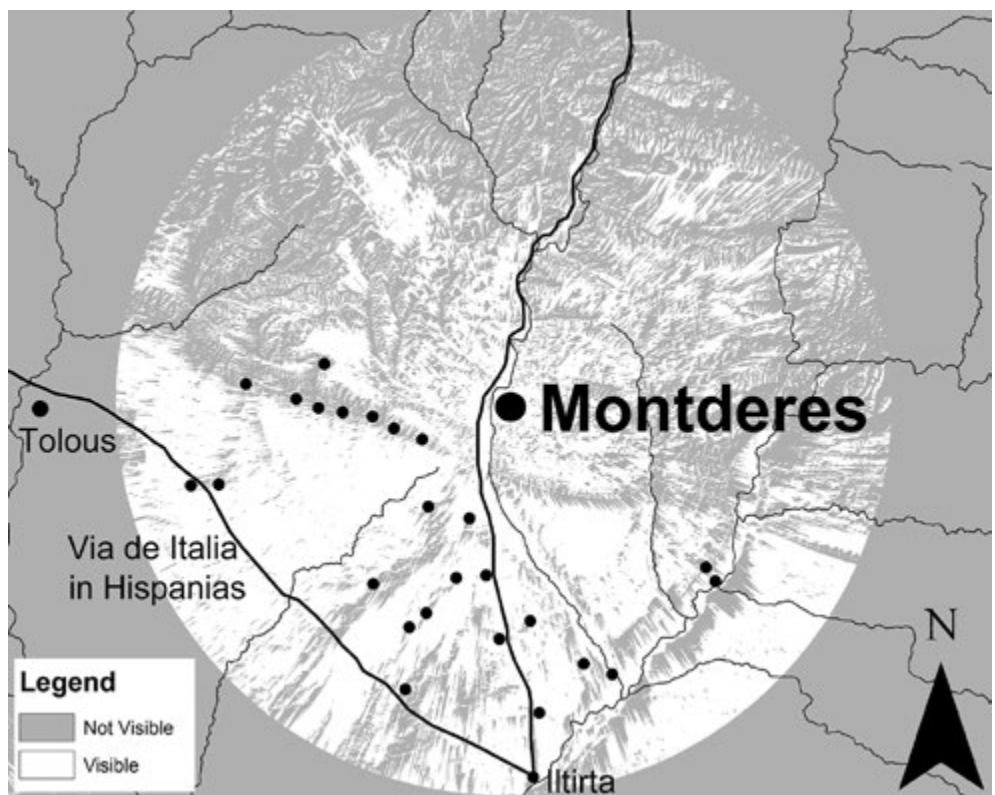 Montderes
Tolous
Via de Italia
in Hispanias
N
Legend
Not Visible
Visible
Iltirta